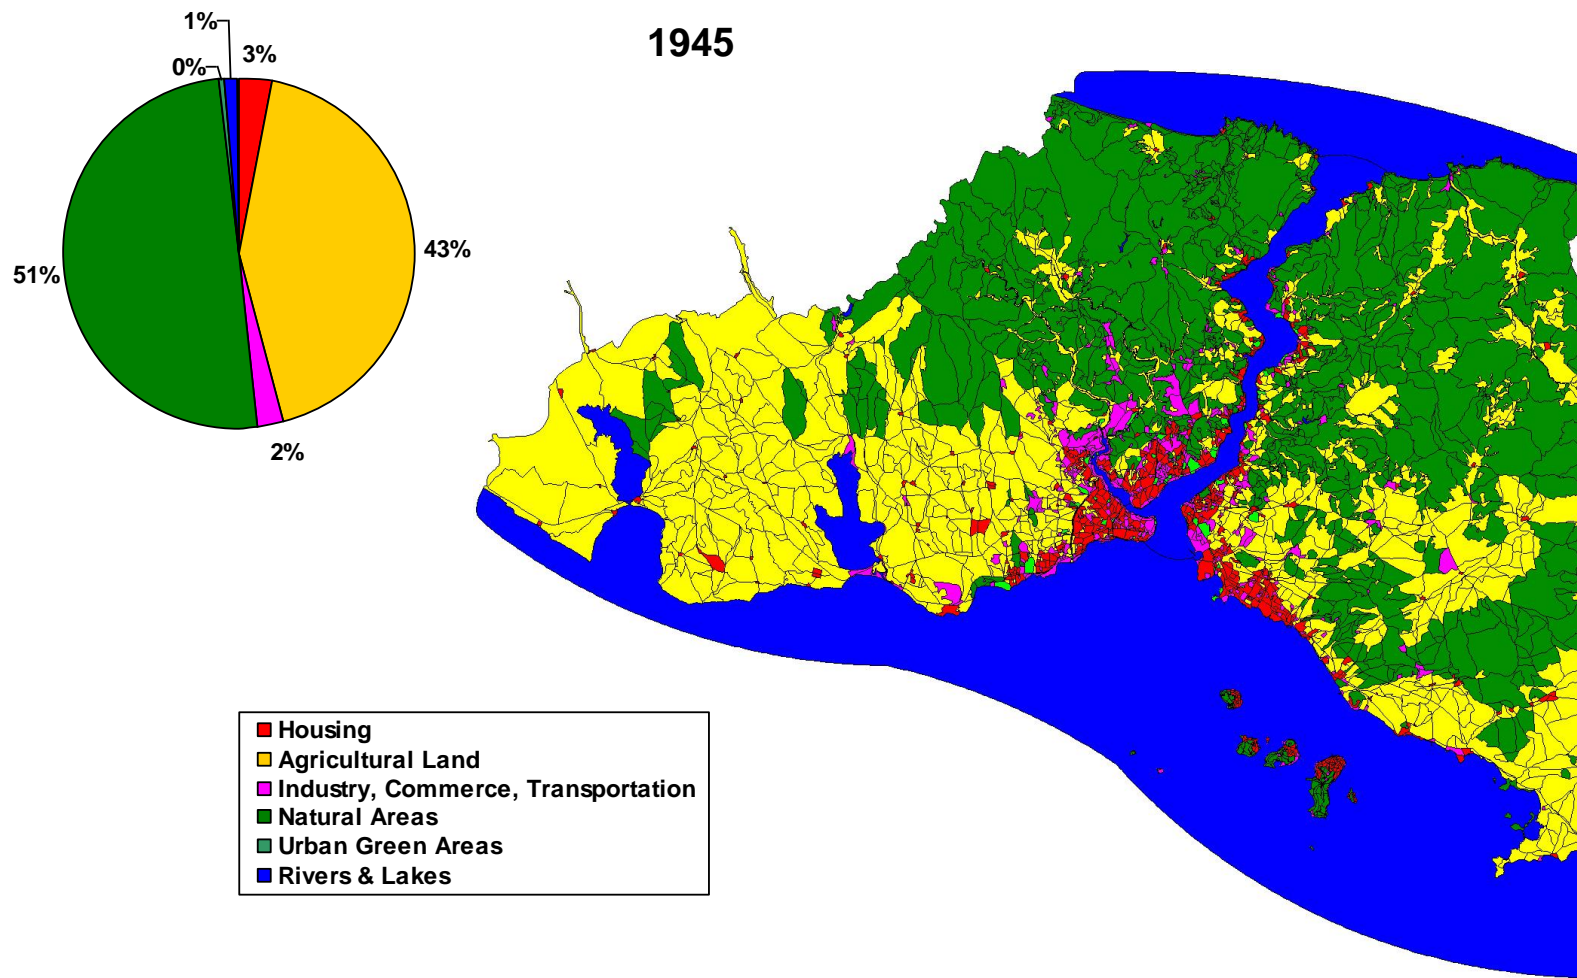 1945
1%
0%
3%
43%
51%
2%
Housing
Agricultural Land
Industry, Commerce, Transportation
Natural Areas
Urban Green Areas
Rivers & Lakes